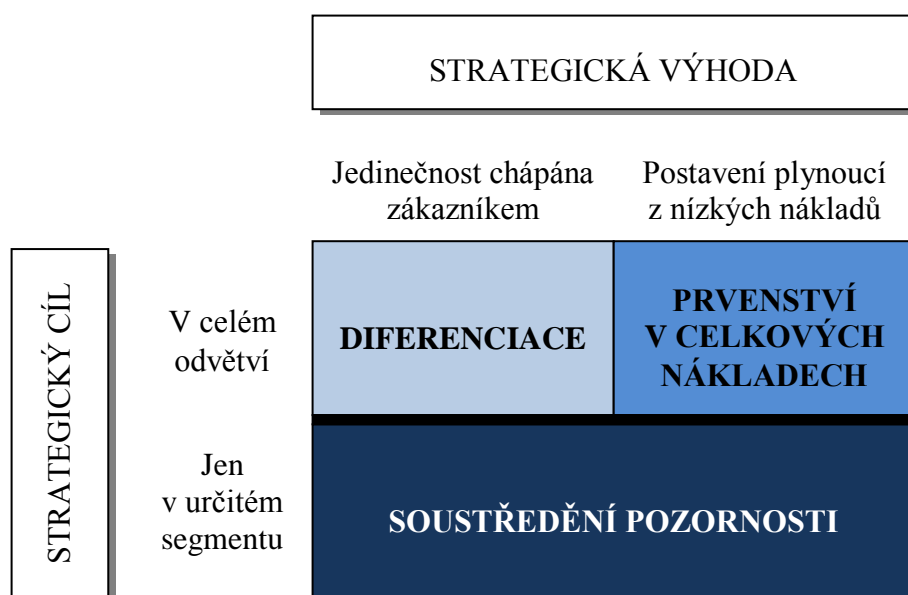 STRATEGICKÁ VÝHODA
Jedinečnost chápána
zákazníkem
Postavení plynoucí
z nízkých nákladů
STRATEGICKÝ CÍL
V celém
odvětví
DIFERENCIACE
PRVENSTVÍ
V CELKOVÝCH
NÁKLADECH
Jen
v určitém
segmentu
SOUSTŘEDĚNÍ POZORNOSTI